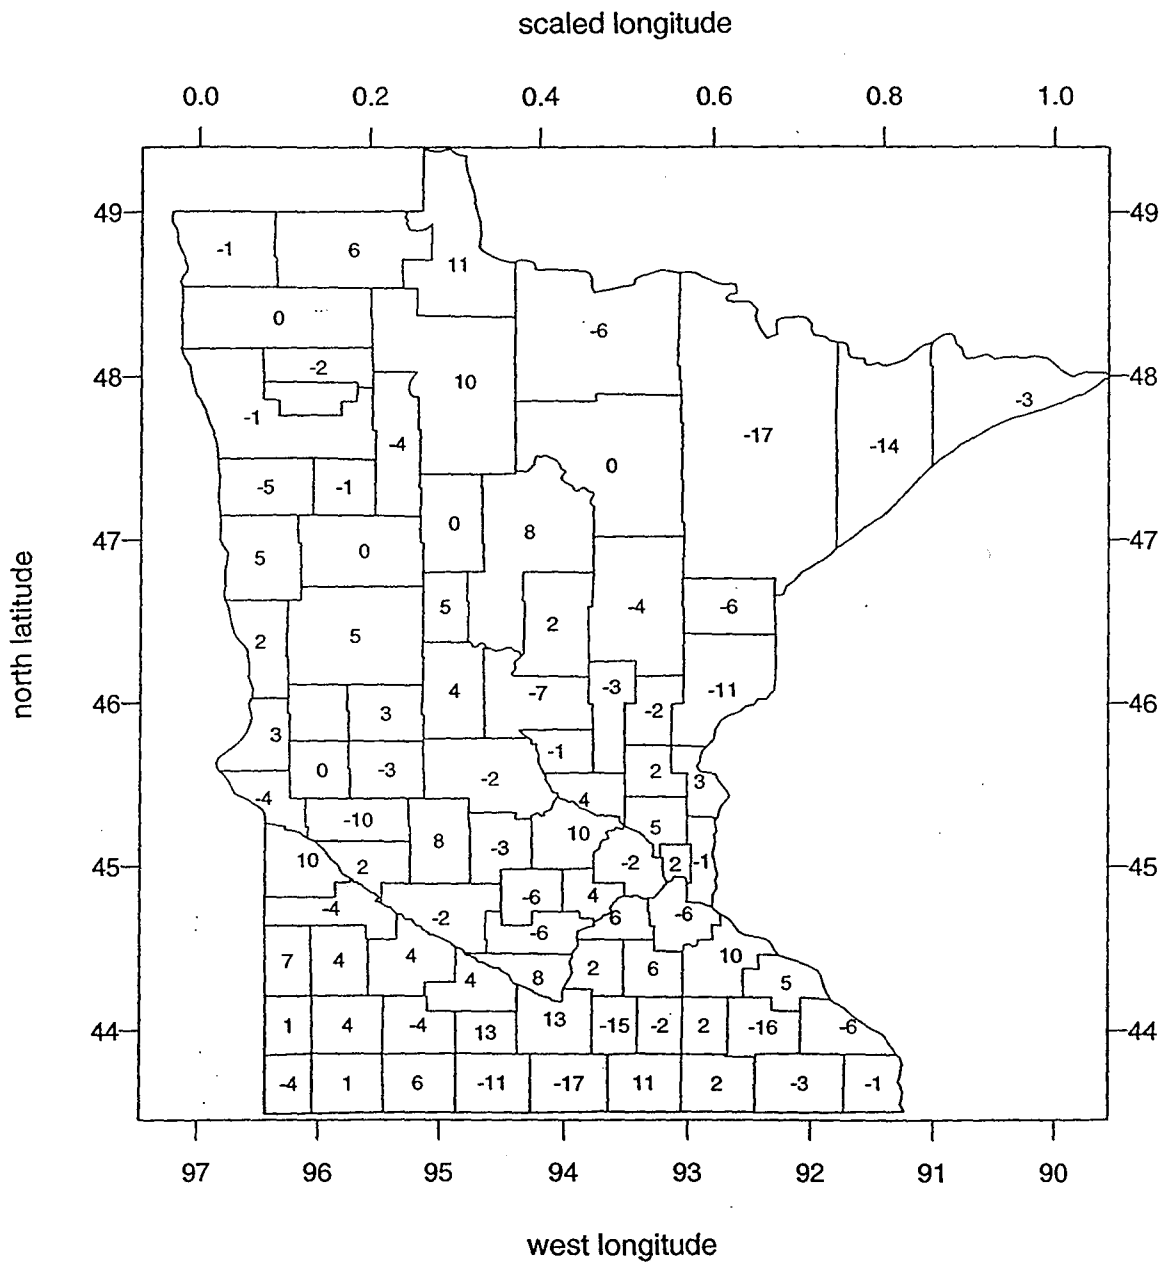 scaled longitude
0.0 0.2 0.4 0.6 0.8 1.0
49 49
-1 6 11
0 -6
-2 48 10 48
-3
-1 -17
-4 -14
0
-5 -1
0 8
47 47
5 0
5 -4 -6
2
2 5
4 -7 -3 -11
46 3 -2 46
3
-1
0 -3 -2 2 3
-4 4
-10 10 5
8 -3
10 2 -2 2 -1
45 45
-6 4
-4 -2 6 -6
-6
4 10
7 4 4 8 2 6 5
1 4 -4 13 13 -15 -2 2 -16 -6
44 44
-4 1 6 -11 -17 11 2 -3 -1
97 96 95 94 93 92 91 90
west longitude
north latitude